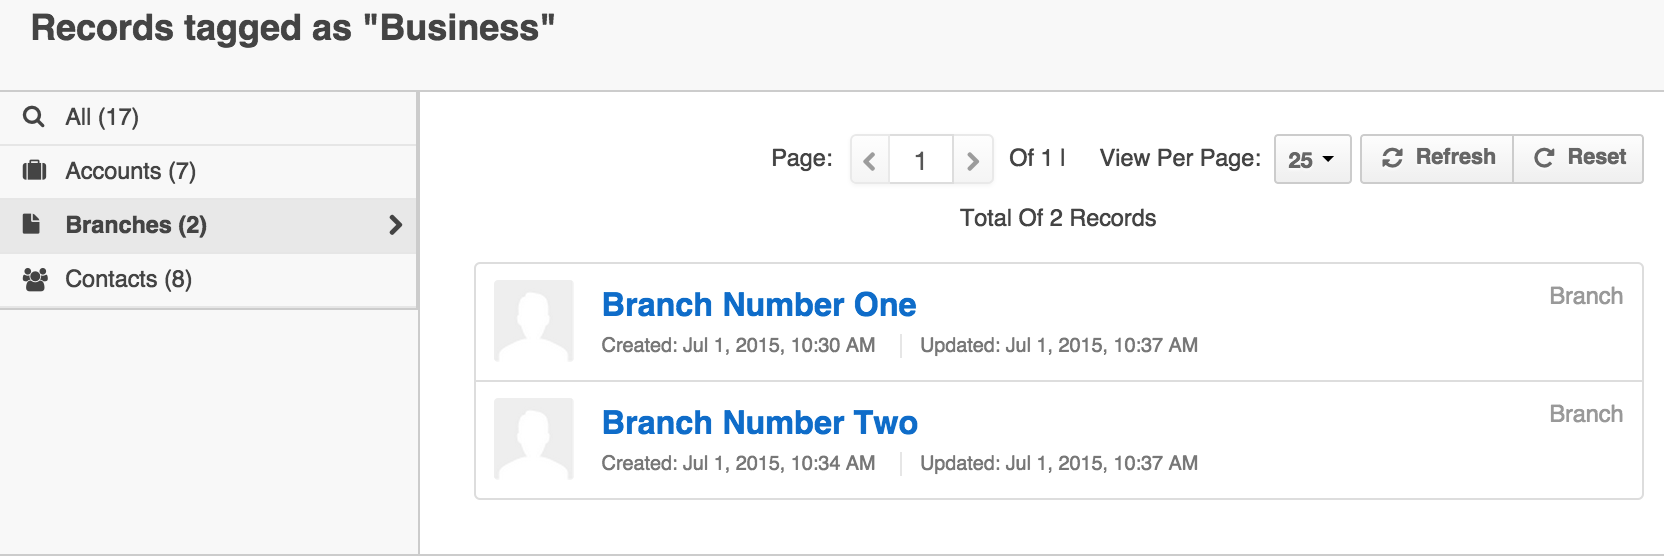 Records tagged as "Business"
All (17)
Accounts (7)
Branches (2)
Contacts (8)
Page: 1 Of 1 | View Per Page: 25 Refresh Reset
Total Of 2 Records
Branch Number One Branch
Created: Jul 1, 2015, 10:30 AM Updated: Jul 1, 2015, 10:37 AM
Branch Number Two Branch
Created: Jul 1, 2015, 10:34 AM Updated: Jul 1, 2015, 10:37 AM